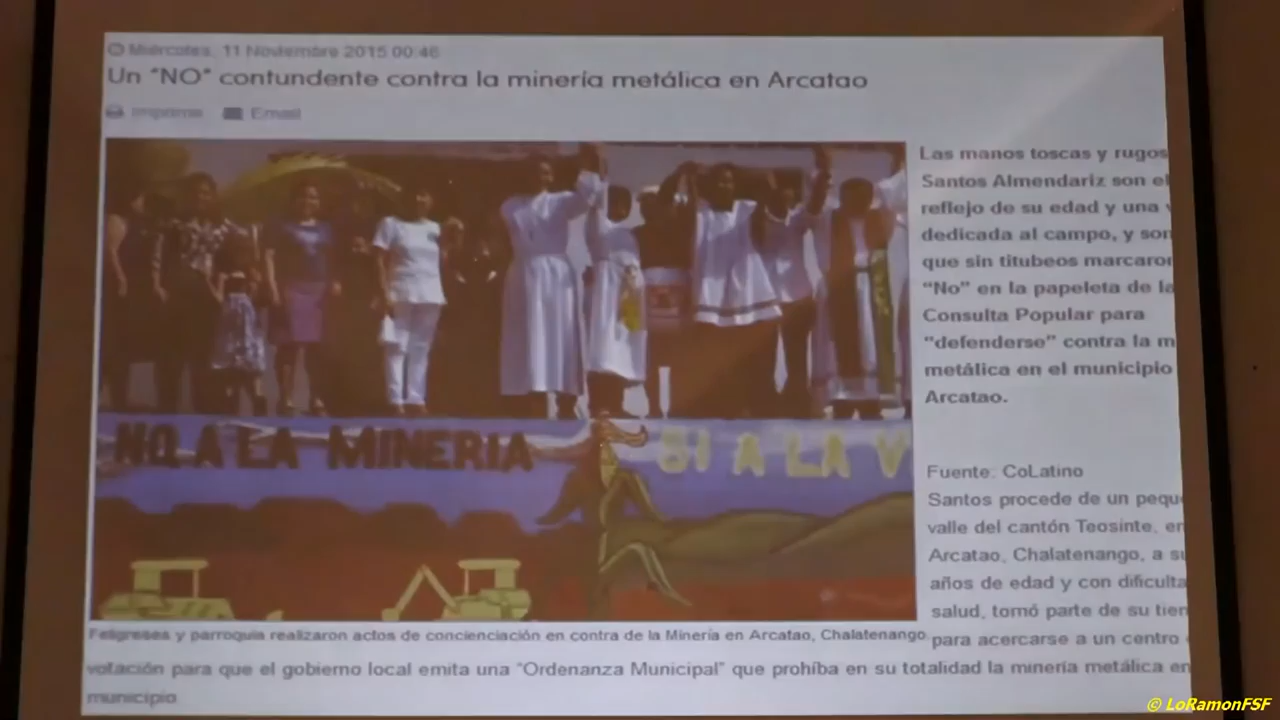 Miércoles, 11 Noviembre 2015 00:46
Un "NO" contundente contra la minería metálica en Arcatao
Imprimir Email
Las manos toscas y rugos
Santos Almendariz son el
reflejo de su edad y una v
dedicada al campo, y son
que sin titubeos marcaron
"No" en la papeleta de la
Consulta Popular para
"defenderse" contra la m
metálica en el municipio
Arcatao.
NO A LA MINERIA SI A LA V
Fuente: CoLatino
Santos procede de un pequ
valle del cantón Teosinte, en
Arcatao, Chalatenango, a su
años de edad y con dificulta
salud, tomó parte de su tien
para acercarse a un centro
Feligreses y parroquia realizaron actos de concienciación en contra de la Minería en Arcatao, Chalatenango.
votación para que el gobierno local emita una "Ordenanza Municipal" que prohíba en su totalidad la minería metálica en
municipio
© LoRamonFSF